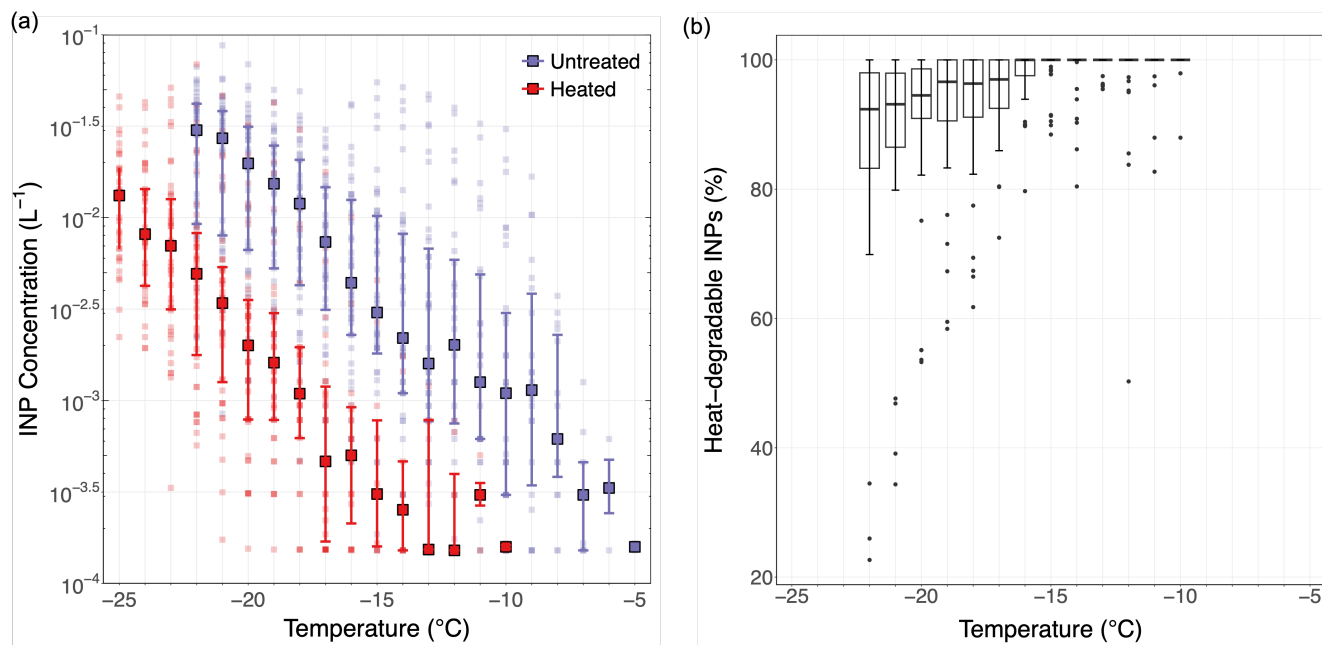 (a)
10⁻¹
10⁻¹·⁵
10⁻²
10⁻²·⁵
10⁻³
10⁻³·⁵
10⁻⁴
INP Concentration (L⁻¹)
Untreated
Heated
−25
−20
−15
−10
−5
Temperature (°C)
(b)
100
80
60
40
20
Heat−degradable INPs (%)
−25
−20
−15
−10
−5
Temperature (°C)